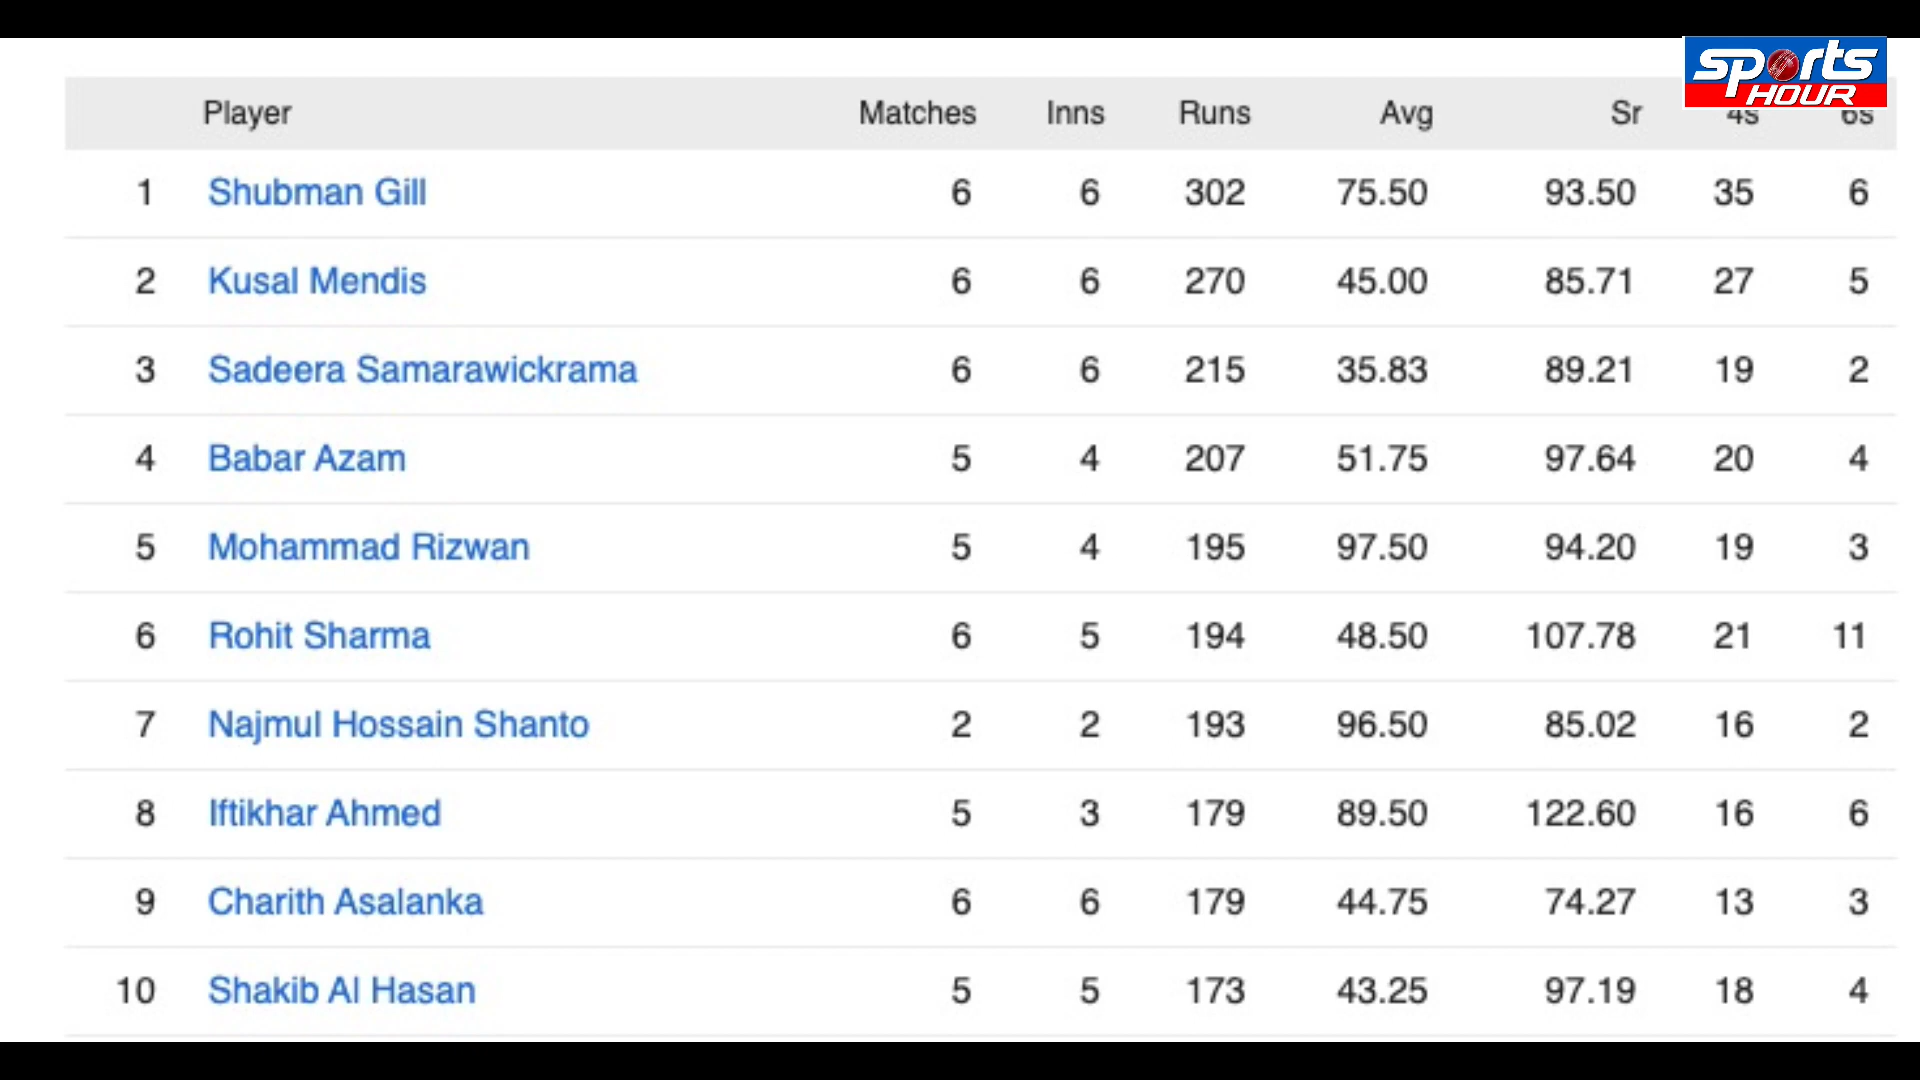 sports
HOUR
Player Matches Inns Runs Avg Sr 4s 6s
1 Shubman Gill 6 6 302 75.50 93.50 35 6
2 Kusal Mendis 6 6 270 45.00 85.71 27 5
3 Sadeera Samarawickrama 6 6 215 35.83 89.21 19 2
4 Babar Azam 5 4 207 51.75 97.64 20 4
5 Mohammad Rizwan 5 4 195 97.50 94.20 19 3
6 Rohit Sharma 6 5 194 48.50 107.78 21 11
7 Najmul Hossain Shanto 2 2 193 96.50 85.02 16 2
8 Iftikhar Ahmed 5 3 179 89.50 122.60 16 6
9 Charith Asalanka 6 6 179 44.75 74.27 13 3
10 Shakib Al Hasan 5 5 173 43.25 97.19 18 4